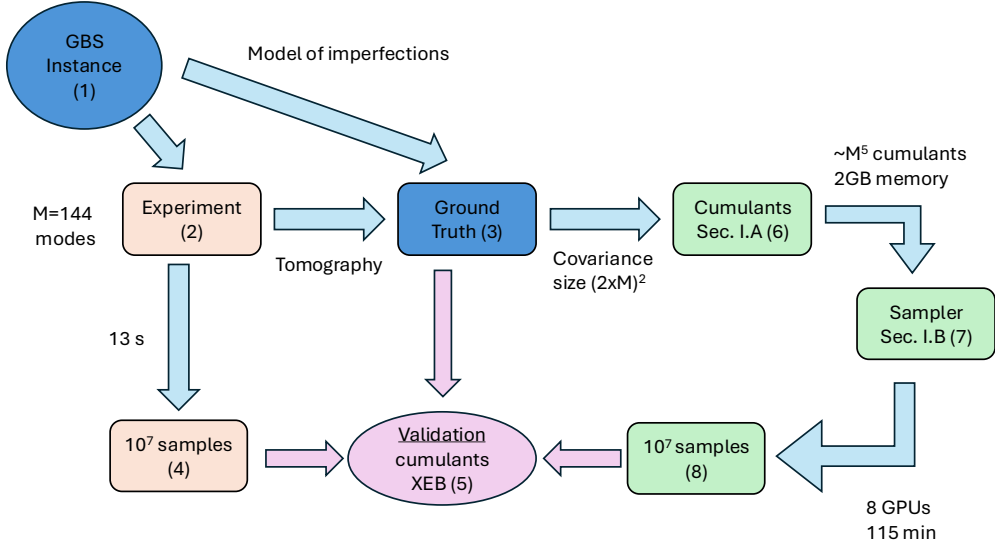 GBS
Instance
(1)
Model of imperfections
~M⁵ cumulants
2GB memory
M=144
modes
Experiment
(2)
Tomography
Ground
Truth (3)
Covariance
size (2xM)²
Cumulants
Sec. I.A (6)
Sampler
Sec. I.B (7)
13 s
10⁷ samples
(4)
Validation
cumulants
XEB (5)
10⁷ samples
(8)
8 GPUs
115 min